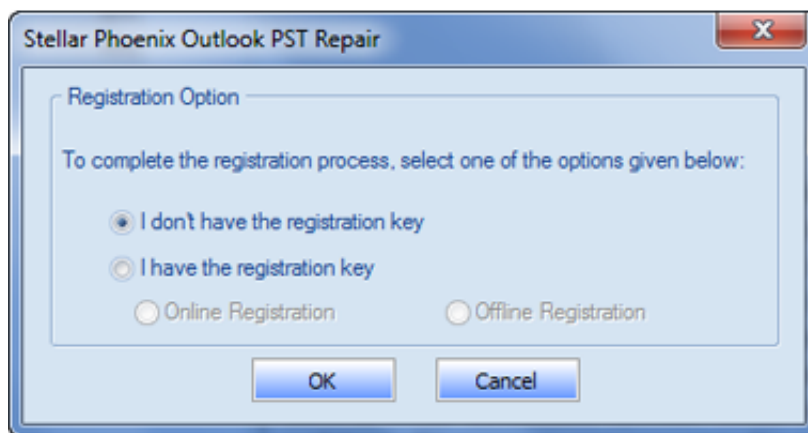 Stellar Phoenix Outlook PST Repair
Registration Option
To complete the registration process, select one of the options given below:
I don't have the registration key
I have the registration key
Online Registration Offline Registration
OK Cancel